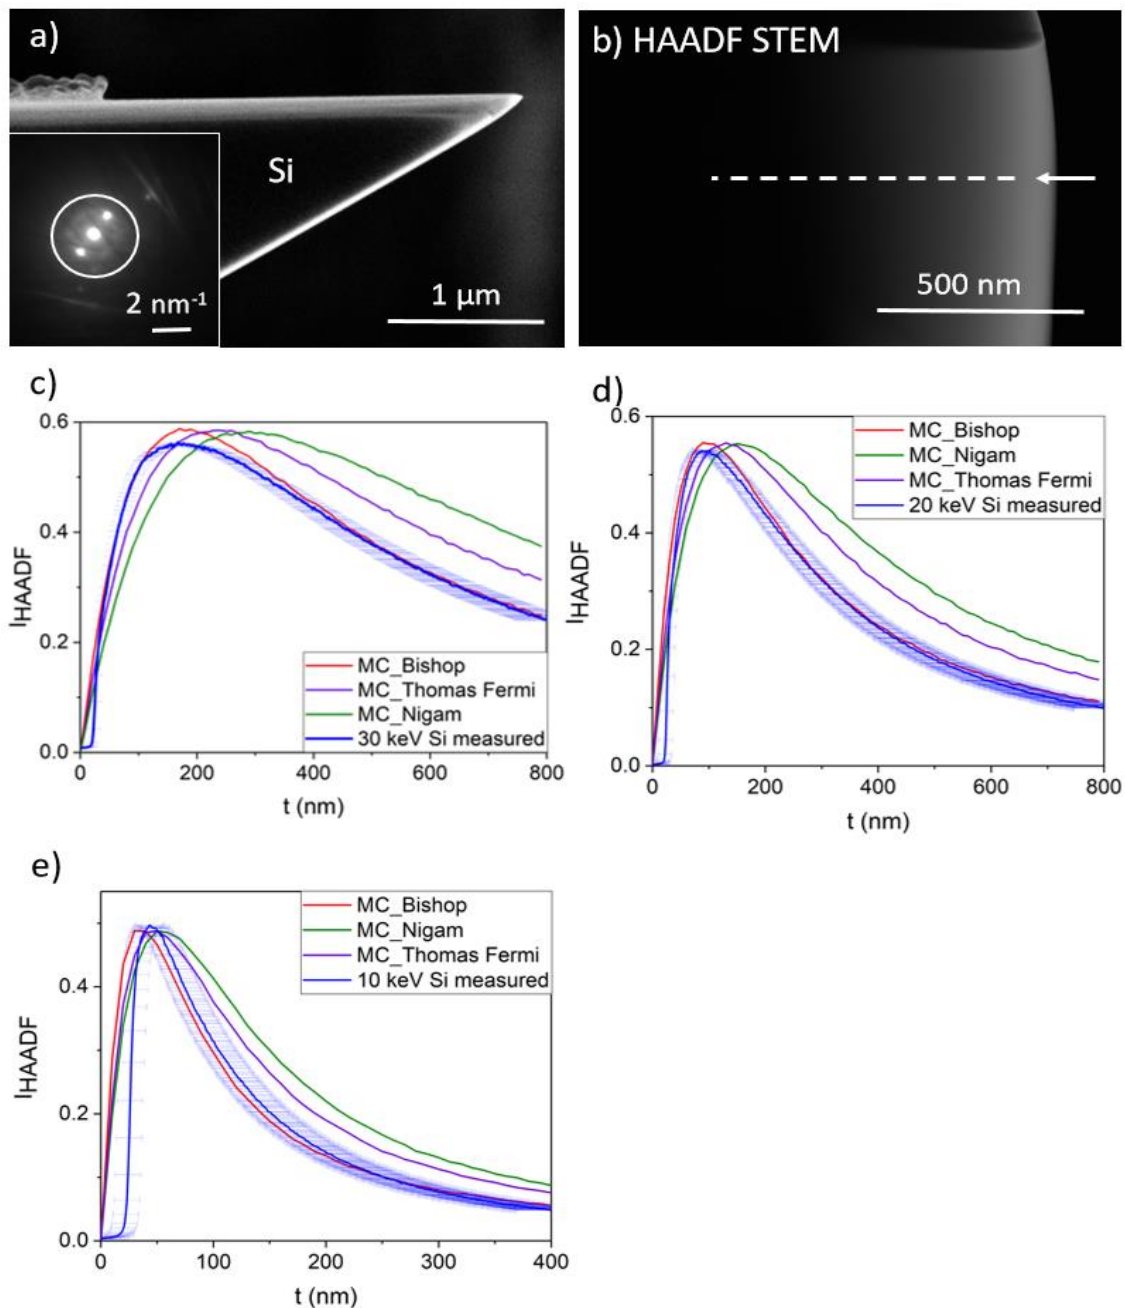 a)
Si
2 nm-1
1 µm
b) HAADF STEM
500 nm
c)
0.6
0.4
0.2
0.0
IHAADF
MC_Bishop
MC_Thomas Fermi
MC_Nigam
30 keV Si measured
0 200 400 600 800
t (nm)
d)
0.6
0.4
0.2
0.0
IHAADF
MC_Bishop
MC_Nigam
MC_Thomas Fermi
20 keV Si measured
0 200 400 600 800
t (nm)
e)
0.4
0.2
0.0
IHAADF
MC_Bishop
MC_Nigam
MC_Thomas Fermi
10 keV Si measured
0 100 200 300 400
t (nm)